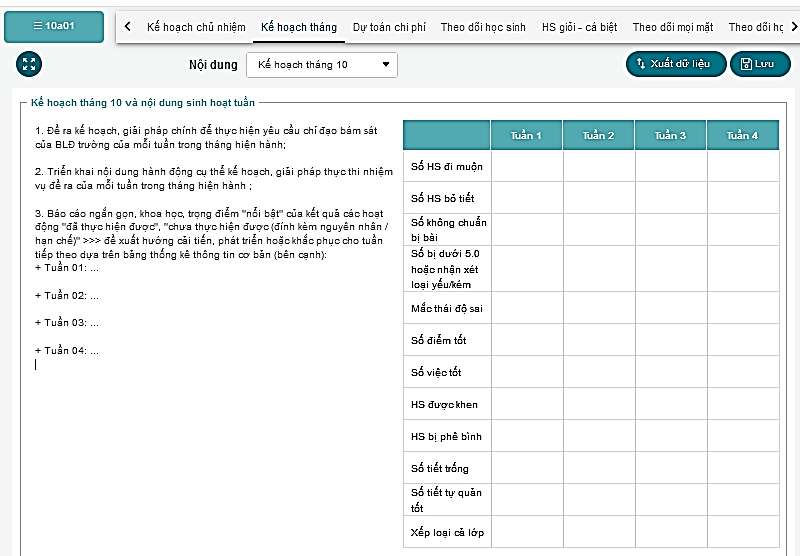 ☰ 10a01
Kế hoạch chủ nhiệm
Kế hoạch tháng
Dự toán chi phí
Theo dõi học sinh
HS giỏi - cá biệt
Theo dõi mọi mặt
Theo dõi
Nội dung
Kế hoạch tháng 10
Xuất dữ liệu
Lưu
Kế hoạch tháng 10 và nội dung sinh hoạt tuần
1. Đề ra kế hoạch, giải pháp chính để thực hiện yêu cầu chỉ đạo bám sát
của BLĐ trường của mỗi tuần trong tháng hiện hành;
2. Triển khai nội dung hành động cụ thể kế hoạch, giải pháp thực thi nhiệm
vụ đề ra của mỗi tuần trong tháng hiện hành ;
3. Báo cáo ngắn gọn, khoa học, trọng điểm "nổi bật" của kết quả các hoạt
động "đã thực hiện được", "chưa thực hiện được (đính kèm nguyên nhân /
hạn chế)" >>> đề xuất hướng cải tiến, phát triển hoặc khắc phục cho tuần
tiếp theo dựa trên bảng thống kê thông tin cơ bản (bên cạnh):
+ Tuần 01: ...
+ Tuần 02: ...
+ Tuần 03: ...
+ Tuần 04: ...
Tuần 1
Tuần 2
Tuần 3
Tuần 4
Số HS đi muộn
Số HS bỏ tiết
Số không chuẩn
bị bài
Số bị dưới 5.0
hoặc nhận xét
loại yếu/kém
Mắc thái độ sai
Số điểm tốt
Số việc tốt
HS được khen
HS bị phê bình
Số tiết trống
Số tiết tự quản
tốt
Xếp loại cả lớp